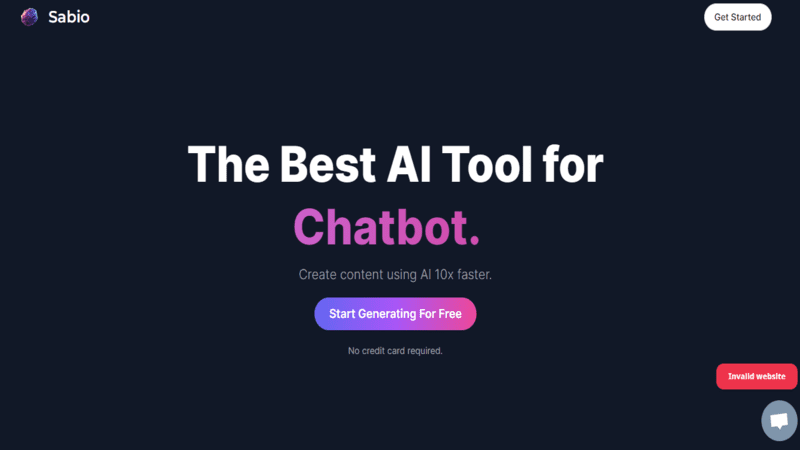 Sabio
Get Started
The Best AI Tool for
Chatbot.
Create content using AI 10x faster.
Start Generating For Free
No credit card required.
Invalid website